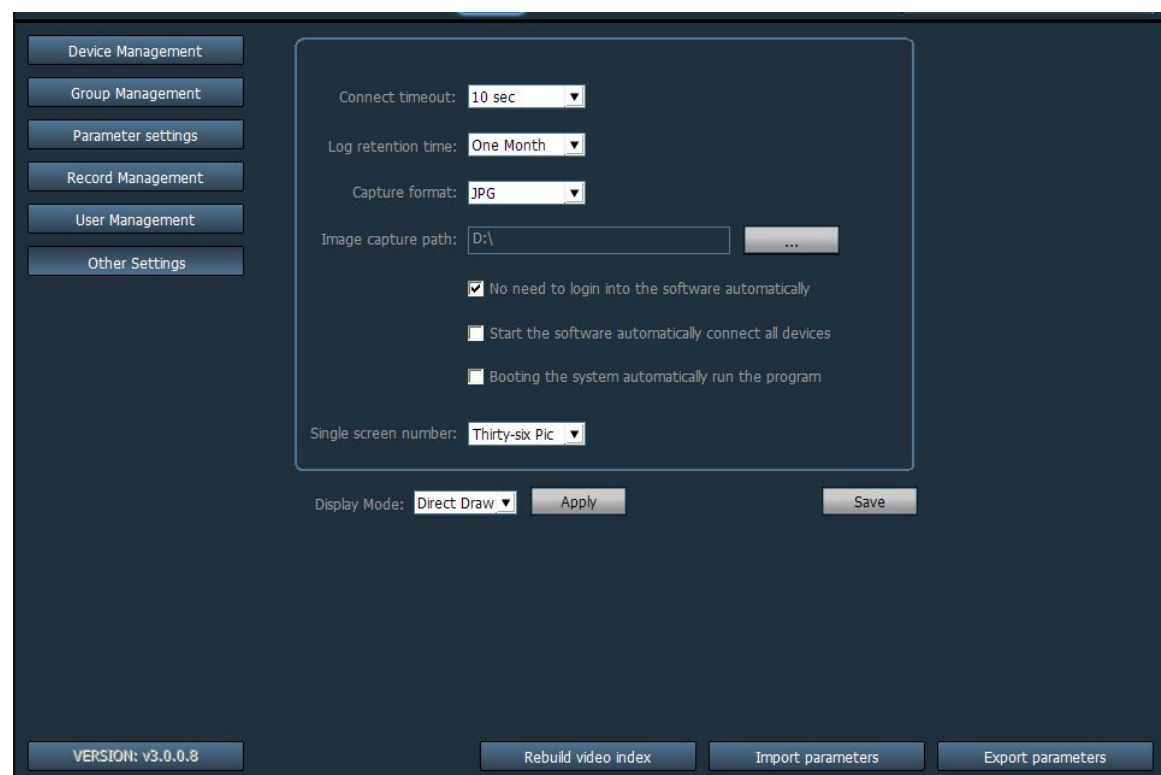 Device Management
Group Management
Parameter settings
Record Management
User Management
Other Settings
Connect timeout: 10 sec
Log retention time: One Month
Capture format: JPG
Image capture path: D:\ ...
No need to login into the software automatically
Start the software automatically connect all devices
Booting the system automatically run the program
Single screen number: Thirty-six Pic
Display Mode: Direct Draw Apply Save
VERSION: v3.0.0.8 Rebuild video index Import parameters Export parameters